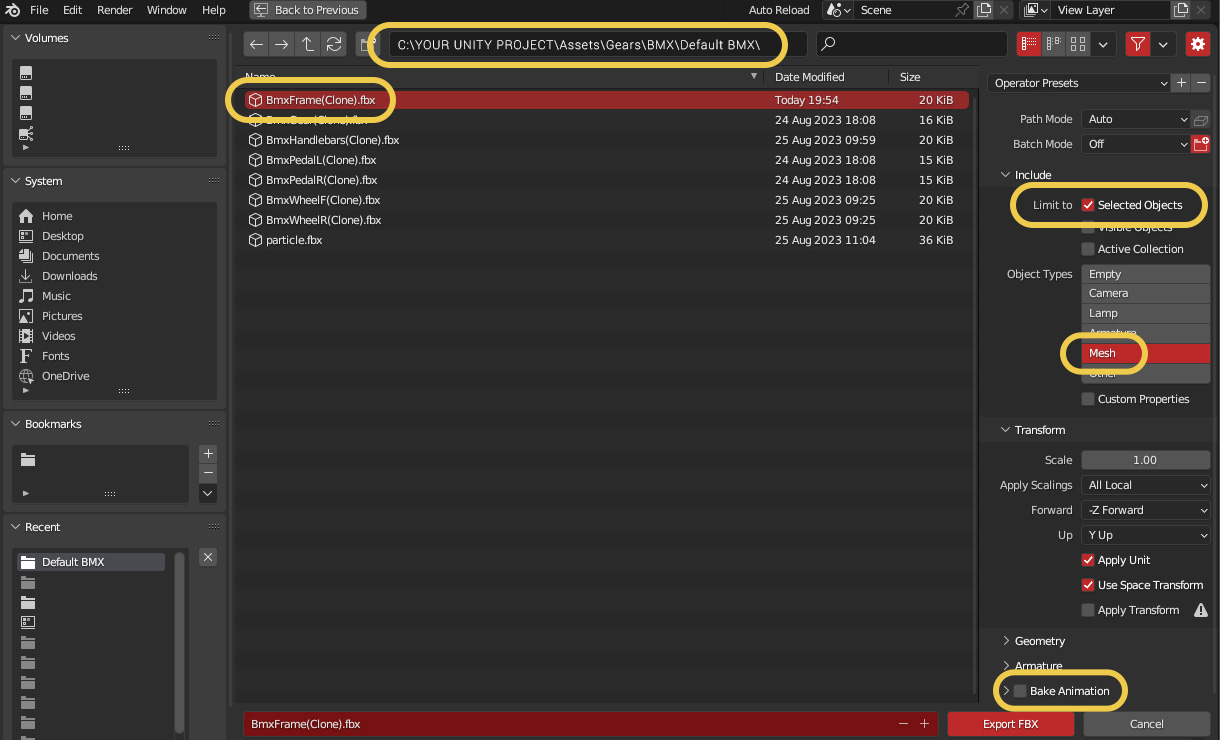 File Edit Render Window Help Back to Previous Auto Reload Scene View Layer
Volumes
System
Home
Desktop
Documents
Downloads
Music
Pictures
Videos
Fonts
OneDrive
Bookmarks
Recent
Default BMX
C:\YOUR UNITY PROJECT\Assets\Gears\BMX\Default BMX\
Name Date Modified Size
BmxFrame(Clone).fbx Today 19:54 20 KiB
BmxGear(Clone).fbx 24 Aug 2023 18:08 16 KiB
BmxHandlebars(Clone).fbx 25 Aug 2023 09:59 20 KiB
BmxPedalL(Clone).fbx 24 Aug 2023 18:08 15 KiB
BmxPedalR(Clone).fbx 24 Aug 2023 18:08 15 KiB
BmxWheelF(Clone).fbx 25 Aug 2023 09:25 20 KiB
BmxWheelR(Clone).fbx 25 Aug 2023 09:25 20 KiB
particle.fbx 25 Aug 2023 11:04 36 KiB
BmxFrame(Clone).fbx
Operator Presets
Path Mode Auto
Batch Mode Off
Include
Limit to Selected Objects
Visible Objects
Active Collection
Object Types Empty
Camera
Lamp
Armature
Mesh
Other
Custom Properties
Transform
Scale 1.00
Apply Scalings All Local
Forward -Z Forward
Up Y Up
Apply Unit
Use Space Transform
Apply Transform
Geometry
Armature
Bake Animation
Export FBX Cancel